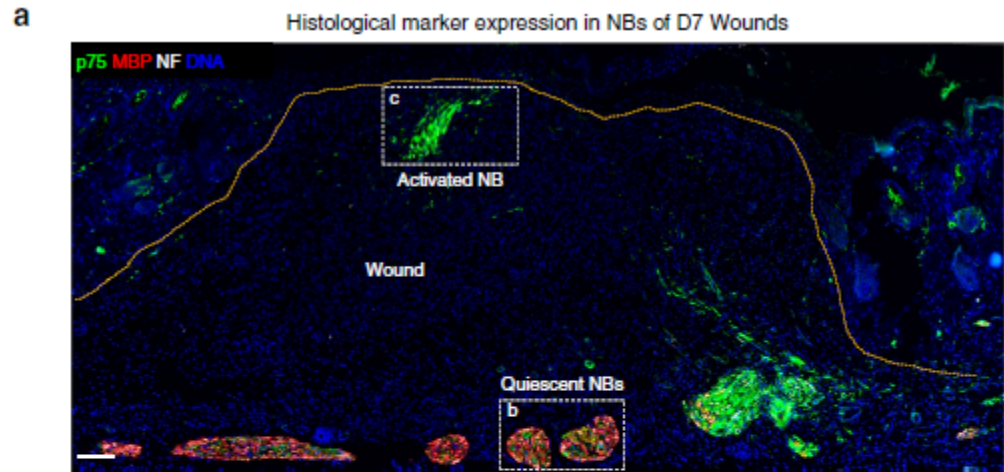 a
Histological marker expression in NBs of D7 Wounds
p75 MBP NF DNA
c
Activated NB
Wound
Quiescent NBs
b